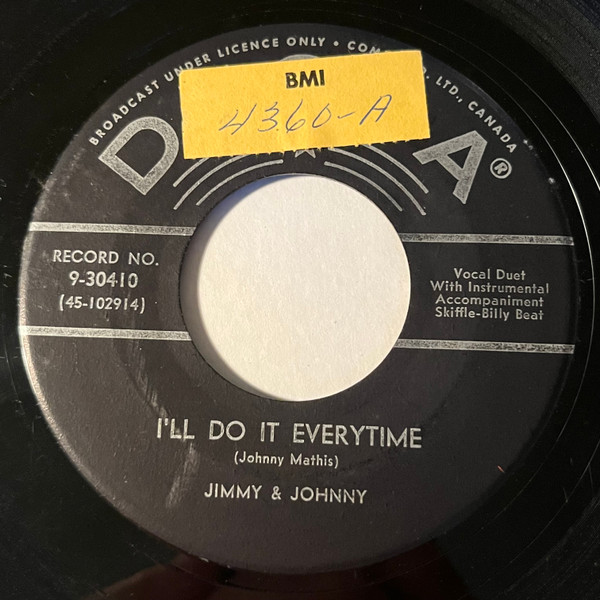 BROADCAST UNDER LICENCE ONLY • LTD., CANADA
BMI
4360-A
D A®
RECORD NO.
9-30410
(45-102914)
Vocal Duet
With Instrumental
Accompaniment
Skiffle-Billy Beat
I'LL DO IT EVERYTIME
(Johnny Mathis)
JIMMY & JOHNNY